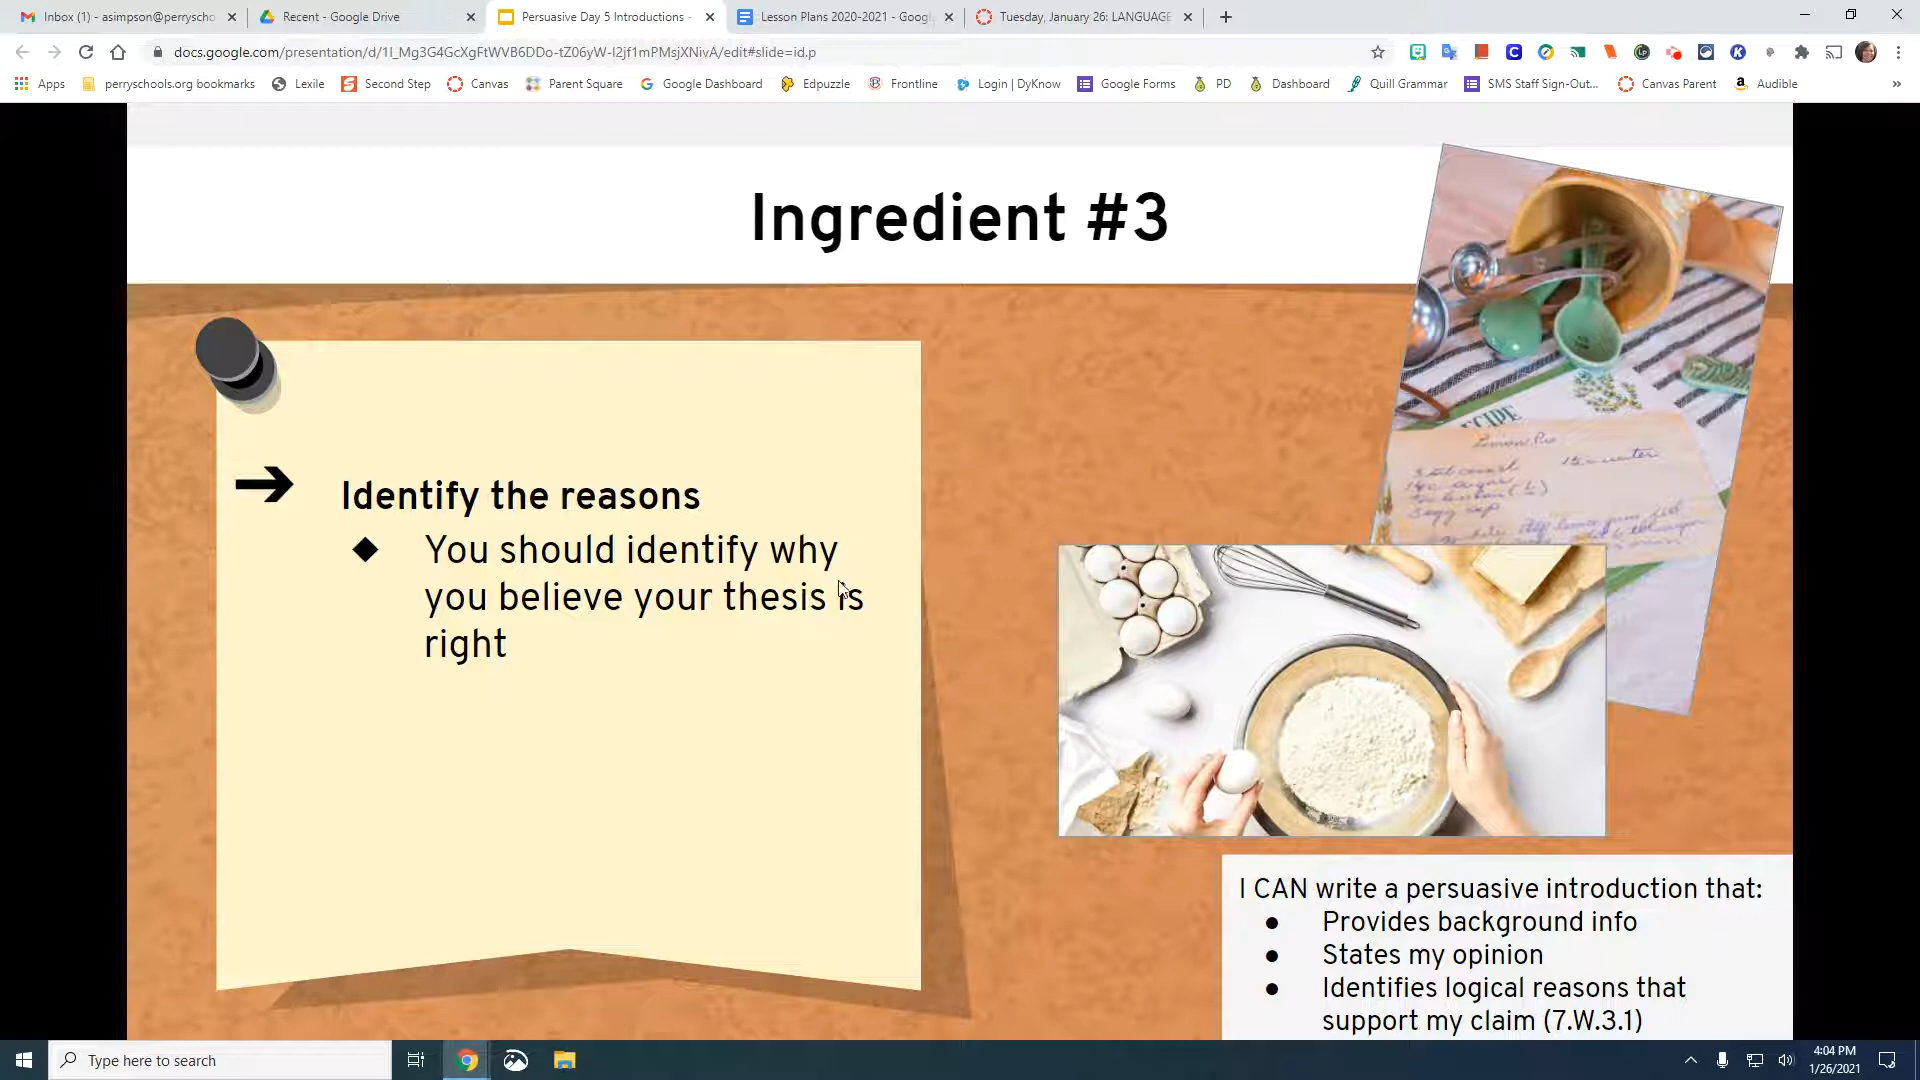 Inbox (1) - asimpson@perryscho
Recent - Google Drive
Persuasive Day 5 Introductions -
Lesson Plans 2020-2021 - Googl
Tuesday, January 26: LANGUAGE
docs.google.com/presentation/d/1I_Mg3G4GcXgFtWVB6DDo-tZ06yW-I2jf1mPMsjXNivA/edit#slide=id.p
Apps
perryschools.org bookmarks
Lexile
Second Step
Canvas
Parent Square
Google Dashboard
Edpuzzle
Frontline
Login | DyKnow
Google Forms
PD
Dashboard
Quill Grammar
SMS Staff Sign-Out...
Canvas Parent
Audible
Ingredient #3
Identify the reasons
You should identify why
you believe your thesis is
right
Lemon Pie
I CAN write a persuasive introduction that:
Provides background info
States my opinion
Identifies logical reasons that
support my claim (7.W.3.1)
Type here to search
4:04 PM
1/26/2021